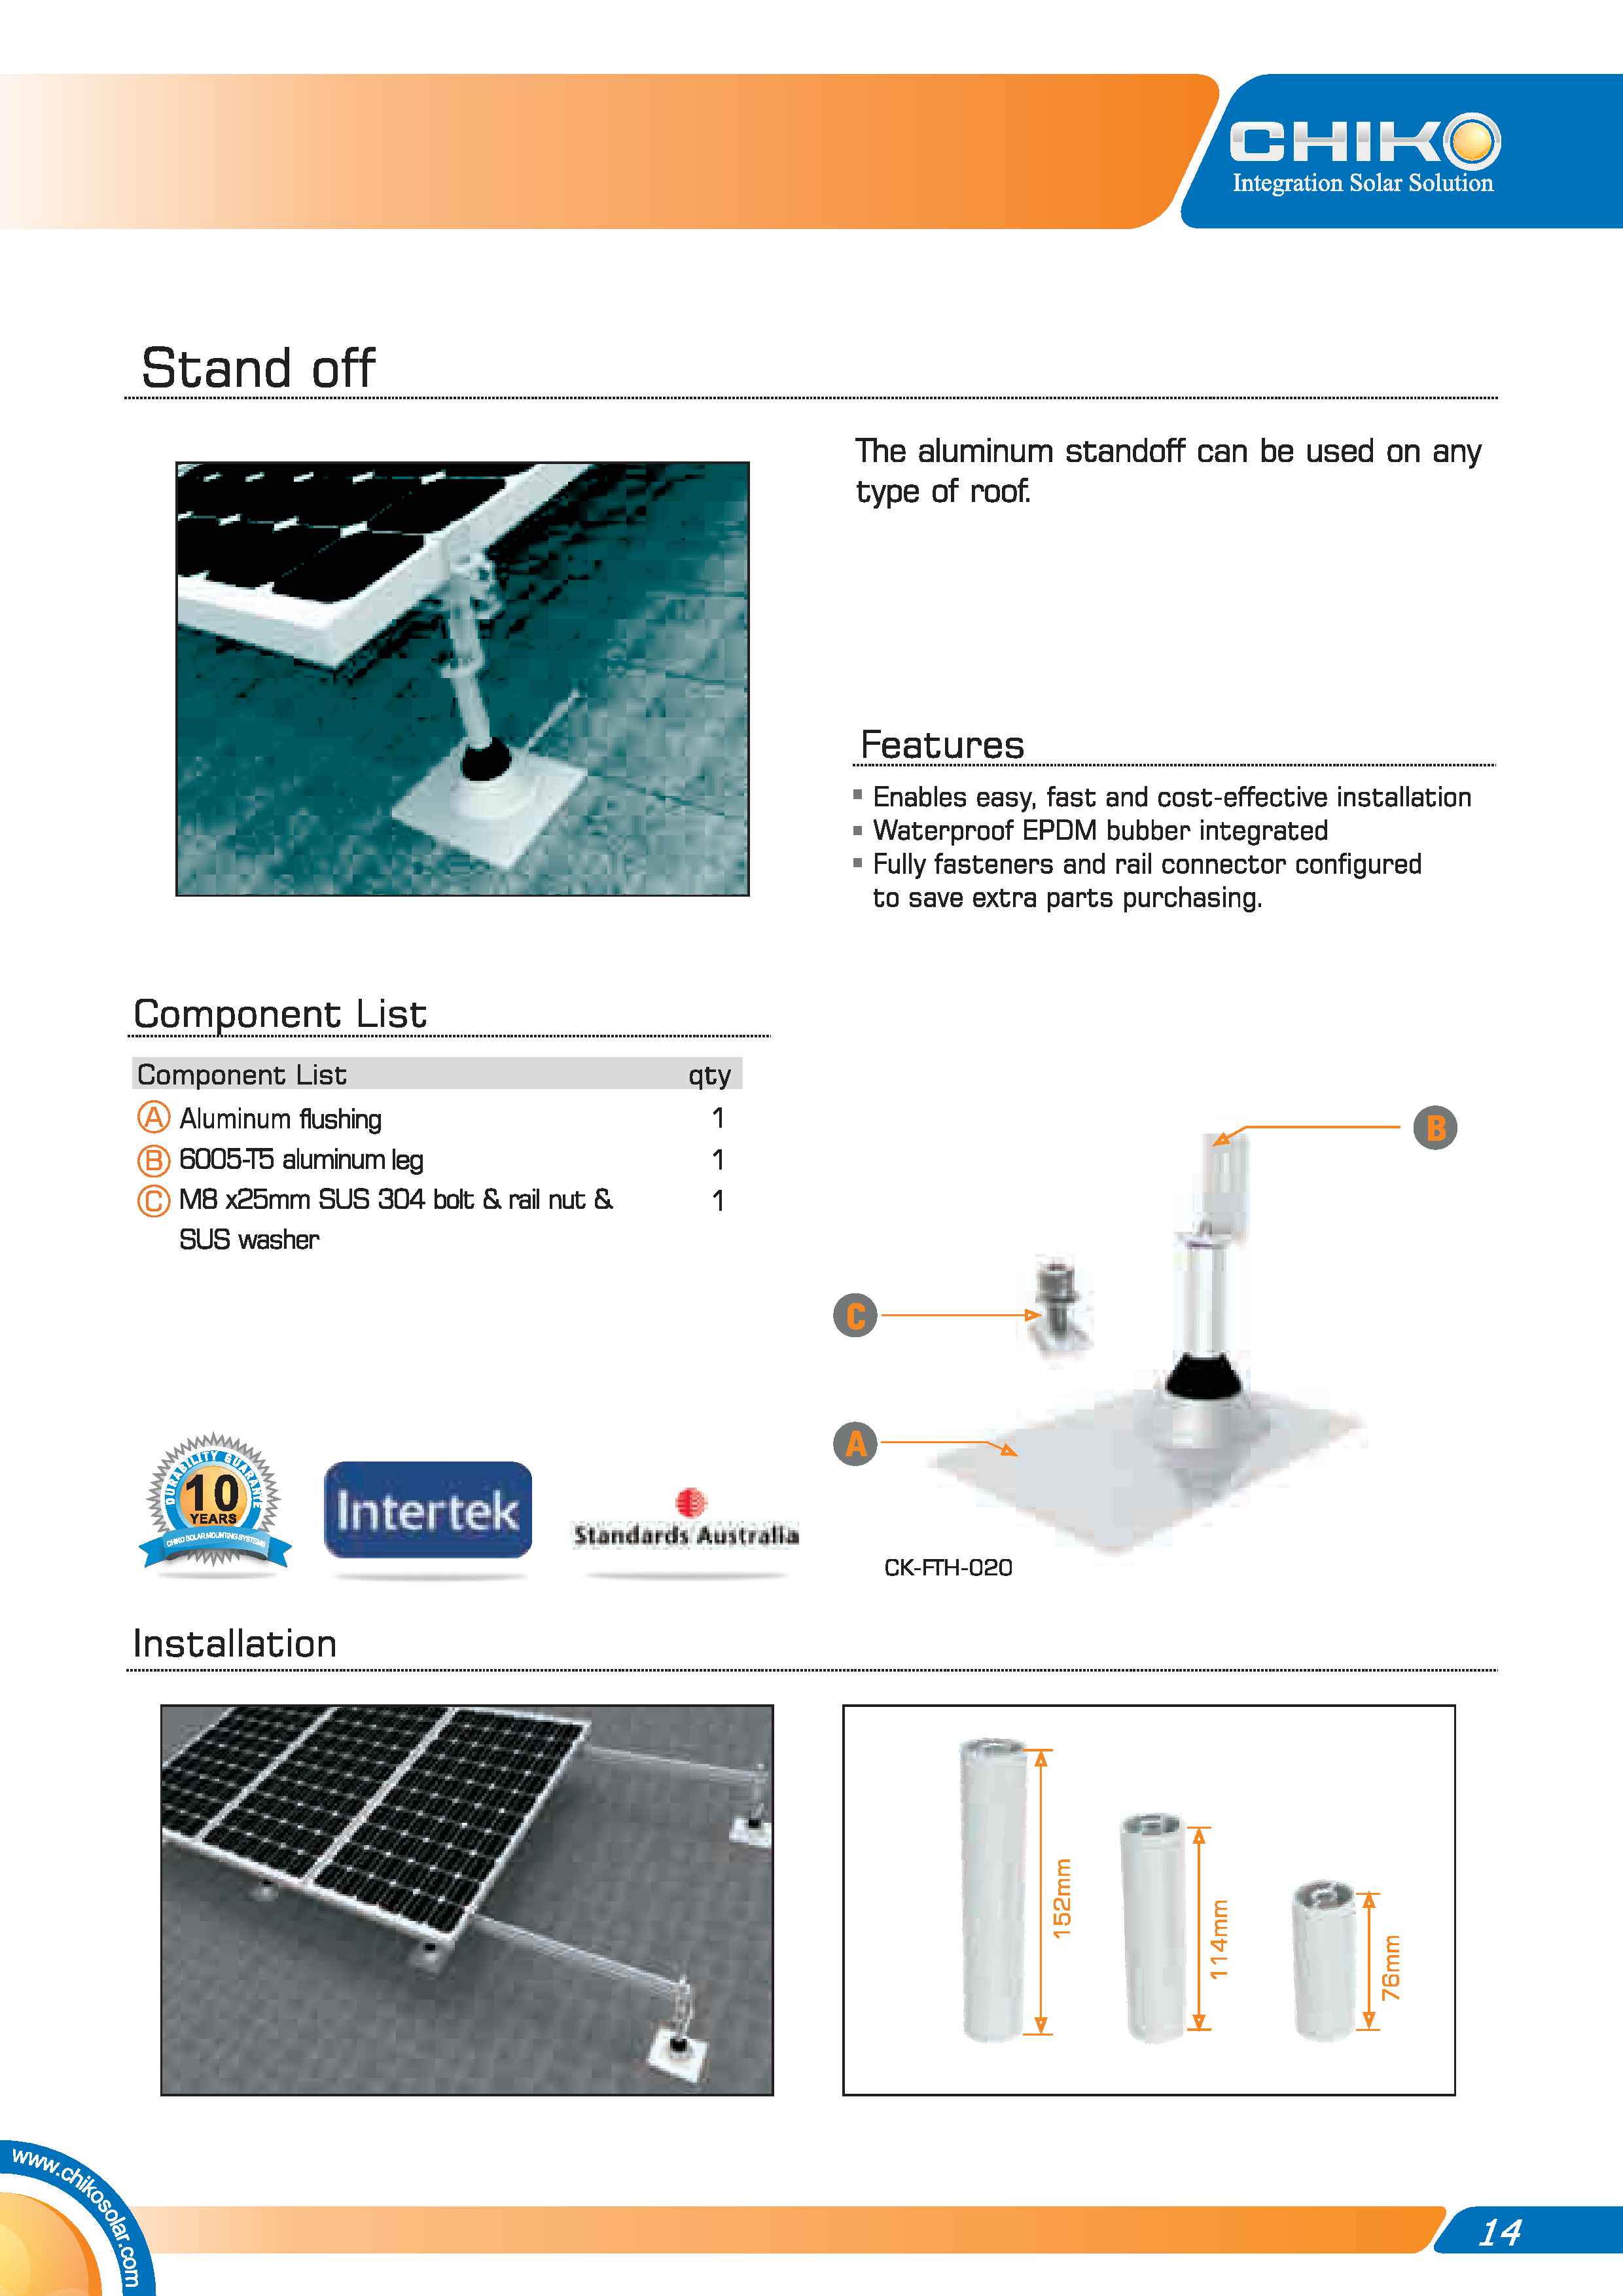 CHIKO
Integration Solar Solution
Stand off
The aluminum standoff can be used on any
type of roof.
Features
Enables easy, fast and cost-effective installation
Waterproof EPDM bubber integrated
Fully fasteners and rail connector configured
to save extra parts purchasing.
Component List
Component List qty
A Aluminum flushing 1
B 6005-T5 aluminum leg 1
C M8 x25mm SUS 304 bolt & rail nut & 1
SUS washer
B
C
A
DURABILITY GUARANTE
10
YEARS
CHIKO SOLAR MOUNTING SYSTEMS
Intertek
Standards Australia
CK-FTH-020
Installation
152mm
114mm
76mm
www.chikosolar.com
14